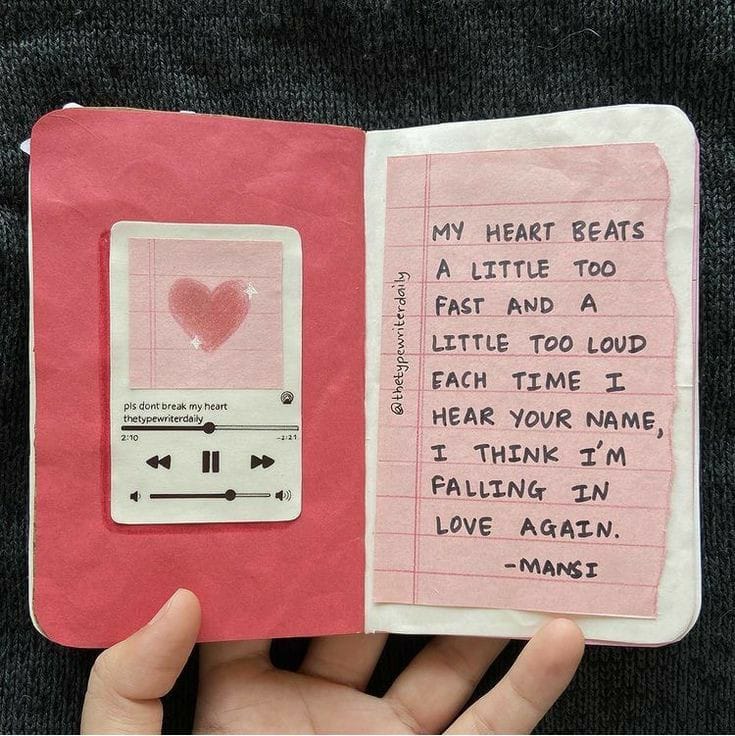 pls dont break my heart
thetypewriterdaily
2:10
-2:21
@thetypewriterdaily
MY HEART BEATS
A LITTLE TOO
FAST AND A
LITTLE TOO LOUD
EACH TIME I
HEAR YOUR NAME,
I THINK I'M
FALLING IN
LOVE AGAIN.
-MANSI